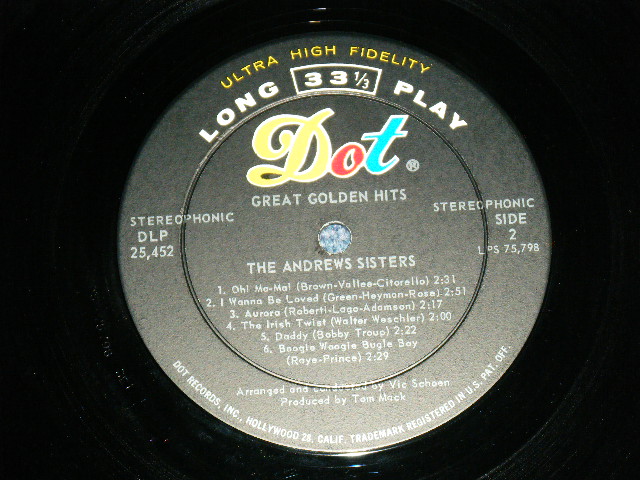 ULTRA HIGH FIDELITY
LONG 33 1/3 PLAY
Dot®
GREAT GOLDEN HITS
STEREOPHONIC
DLP
25,452
STEREOPHONIC
SIDE
2
LPS 75,798
THE ANDREWS SISTERS
1. Oh! Ma-Ma! (Brown-Vallee-Citorello) 2:31
2. I Wanna Be Loved (Green-Heyman-Rose) 2:51
3. Aurora (Roberti-Lago-Adamson) 2:17
4. The Irish Twist (Walter Weschler) 2:00
5. Daddy (Bobby Troup) 2:22
6. Boogie Woogie Bugle Boy
(Raye-Prince) 2:29
Arranged and conducted by Vic Schoen
Produced by Tom Mack
DOT RECORDS, INC., HOLLYWOOD 28, CALIF. TRADEMARK REGISTERED IN U.S. PAT. OFF.